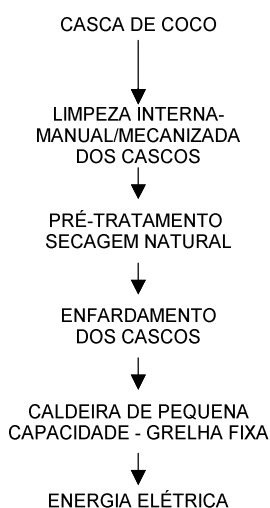 CASCA DE COCO
LIMPEZA INTERNA-
MANUAL/MECANIZADA
DOS CASCOS
PRÉ-TRATAMENTO
SECAGEM NATURAL
ENFARDAMENTO
DOS CASCOS
CALDEIRA DE PEQUENA
CAPACIDADE - GRELHA FIXA
ENERGIA ELÉTRICA